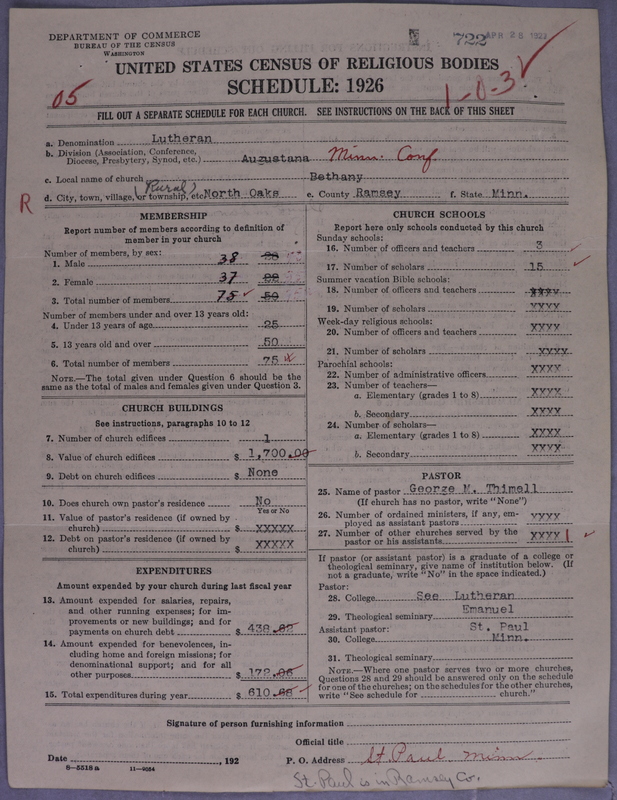 DEPARTMENT OF COMMERCE
BUREAU OF THE CENSUS
WASHINGTON
722 APR 28 192
UNITED STATES CENSUS OF RELIGIOUS BODIES
SCHEDULE: 1926
05
1-0-3
FILL OUT A SEPARATE SCHEDULE FOR EACH CHURCH. SEE INSTRUCTIONS ON THE BACK OF THIS SHEET
a. Denomination Lutheran
b. Division (Association, Conference, Diocese, Presbytery, Synod, etc.) Augustana Minn. Conf
c. Local name of church Bethany
R
d. City, town, village, (Rural) or township, etc. North Oaks e. County Ramsey f. State Minn.
MEMBERSHIP
Report number of members according to definition of
member in your church
Number of members, by sex:
1. Male 38
2. Female 37
3. Total number of members 75 50
Number of members under and over 13 years old:
4. Under 13 years of age 25
5. 13 years old and over 50
6. Total number of members 75
NOTE.—The total given under Question 6 should be the
same as the total of males and females given under Question 3.
CHURCH BUILDINGS
See instructions, paragraphs 10 to 12
7. Number of church edifices 1
8. Value of church edifices $ 1,700.00
9. Debt on church edifices $ None
10. Does church own pastor's residence No
Yes or No
11. Value of pastor's residence (if owned by
church) $ XXXXX
12. Debt on pastor's residence (if owned by
church) $ XXXXX
EXPENDITURES
Amount expended by your church during last fiscal year
13. Amount expended for salaries, repairs,
and other running expenses; for im-
provements or new buildings; and for
payments on church debt $ 438.82
14. Amount expended for benevolences, in-
cluding home and foreign missions; for
denominational support; and for all
other purposes $ 172.06
15. Total expenditures during year $ 610.88
CHURCH SCHOOLS
Report here only schools conducted by this church
Sunday schools:
16. Number of officers and teachers 3
17. Number of scholars 15
Summer vacation Bible schools:
18. Number of officers and teachers XXXX
19. Number of scholars XXXX
Week-day religious schools:
20. Number of officers and teachers XXXX
21. Number of scholars XXXX
Parochial schools:
22. Number of administrative officers XXXX
23. Number of teachers—
a. Elementary (grades 1 to 8) XXXX
b. Secondary XXXX
24. Number of scholars—
a. Elementary (grades 1 to 8) XXXX
b. Secondary XXXX
PASTOR
25. Name of pastor George M. Thimell
(If church has no pastor, write "None")
26. Number of ordained ministers, if any, em-
ployed as assistant pastors XXXX
27. Number of other churches served by the
pastor or his assistants XXXX 1
If pastor (or assistant pastor) is a graduate of a college or
theological seminary, give name of institution below. (If
not a graduate, write "No" in the space indicated.)
Pastor:
28. College See Lutheran
29. Theological seminary Emanuel
Assistant pastor: St. Paul
30. College Minn.
31. Theological seminary
NOTE.—Where one pastor serves two or more churches,
Questions 28 and 29 should be answered only on the schedule
for one of the churches; on the schedules for the other churches,
write "See schedule for church."
Signature of person furnishing information
Official title
Date , 192 P. O. Address St. Paul, Minn.
8-5518a 11-9554
St. Paul is in Ramsey Co.